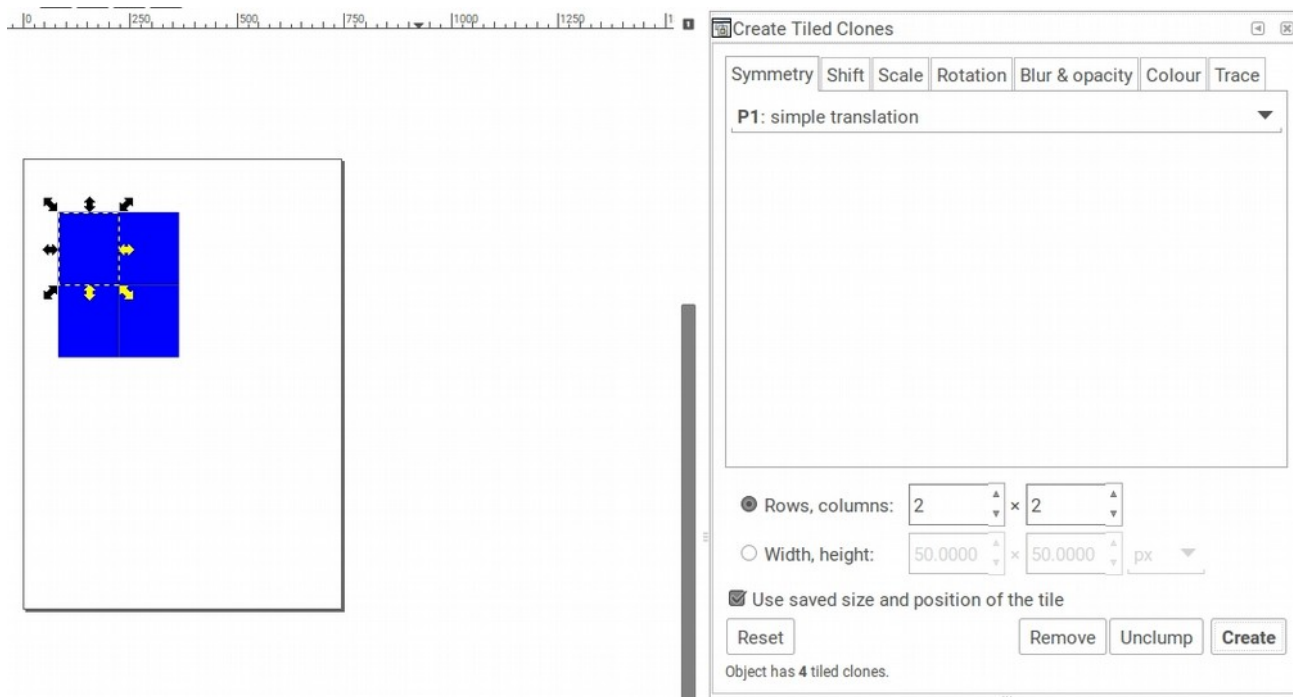 0 250 500 750 1000 1250 1
1
Create Tiled Clones
Symmetry Shift Scale Rotation Blur & opacity Colour Trace
P1: simple translation
Rows, columns: 2 × 2
Width, height: 50.0000 × 50.0000 px
Use saved size and position of the tile
Reset Remove Unclump Create
Object has 4 tiled clones.